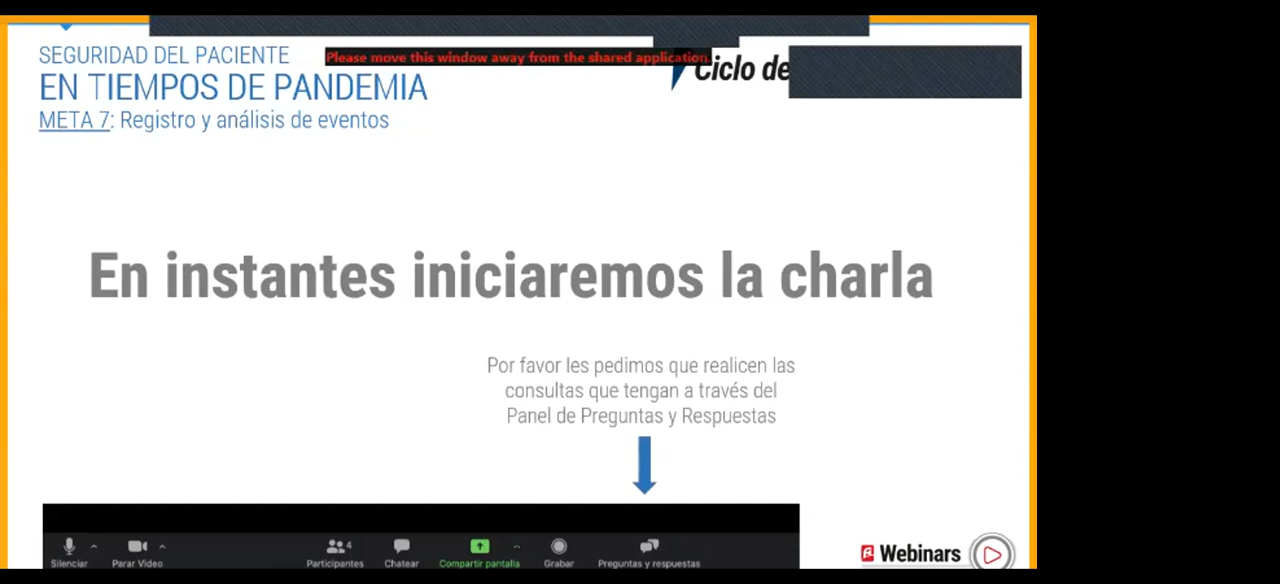 SEGURIDAD DEL PACIENTE
EN TIEMPOS DE PANDEMIA
META 7: Registro y análisis de eventos
Please move this window away from the shared application.
Ciclo de
En instantes iniciaremos la charla
Por favor les pedimos que realicen las
consultas que tengan a través del
Panel de Preguntas y Respuestas
4
Silenciar Parar Video Participantes Chatear Compartir pantalla Grabar Preguntas y respuestas
Webinars